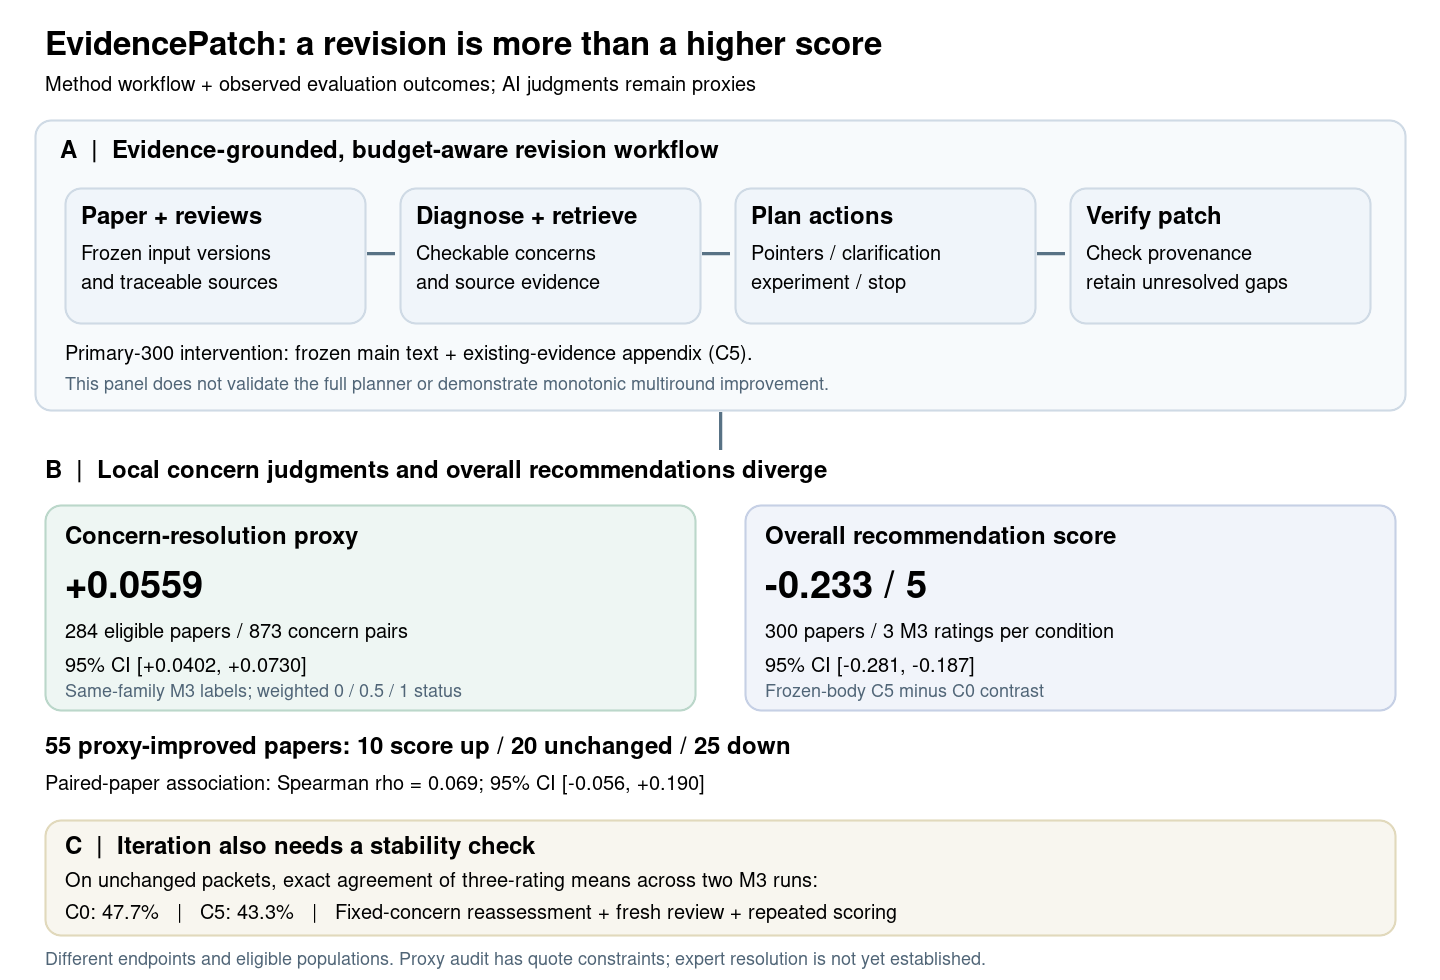 EvidencePatch: a revision is more than a higher score
Method workflow + observed evaluation outcomes; AI judgments remain proxies
A | Evidence-grounded, budget-aware revision workflow
Paper + reviews
Frozen input versions
and traceable sources
Diagnose + retrieve
Checkable concerns
and source evidence
Plan actions
Pointers / clarification
experiment / stop
Verify patch
Check provenance
retain unresolved gaps
Primary-300 intervention: frozen main text + existing-evidence appendix (C5).
This panel does not validate the full planner or demonstrate monotonic multiround improvement.
B | Local concern judgments and overall recommendations diverge
Concern-resolution proxy
+0.0559
284 eligible papers / 873 concern pairs
95% CI [+0.0402, +0.0730]
Same-family M3 labels; weighted 0 / 0.5 / 1 status
Overall recommendation score
-0.233 / 5
300 papers / 3 M3 ratings per condition
95% CI [-0.281, -0.187]
Frozen-body C5 minus C0 contrast
55 proxy-improved papers: 10 score up / 20 unchanged / 25 down
Paired-paper association: Spearman rho = 0.069; 95% CI [-0.056, +0.190]
C | Iteration also needs a stability check
On unchanged packets, exact agreement of three-rating means across two M3 runs:
C0: 47.7% | C5: 43.3% | Fixed-concern reassessment + fresh review + repeated scoring
Different endpoints and eligible populations. Proxy audit has quote constraints; expert resolution is not yet established.